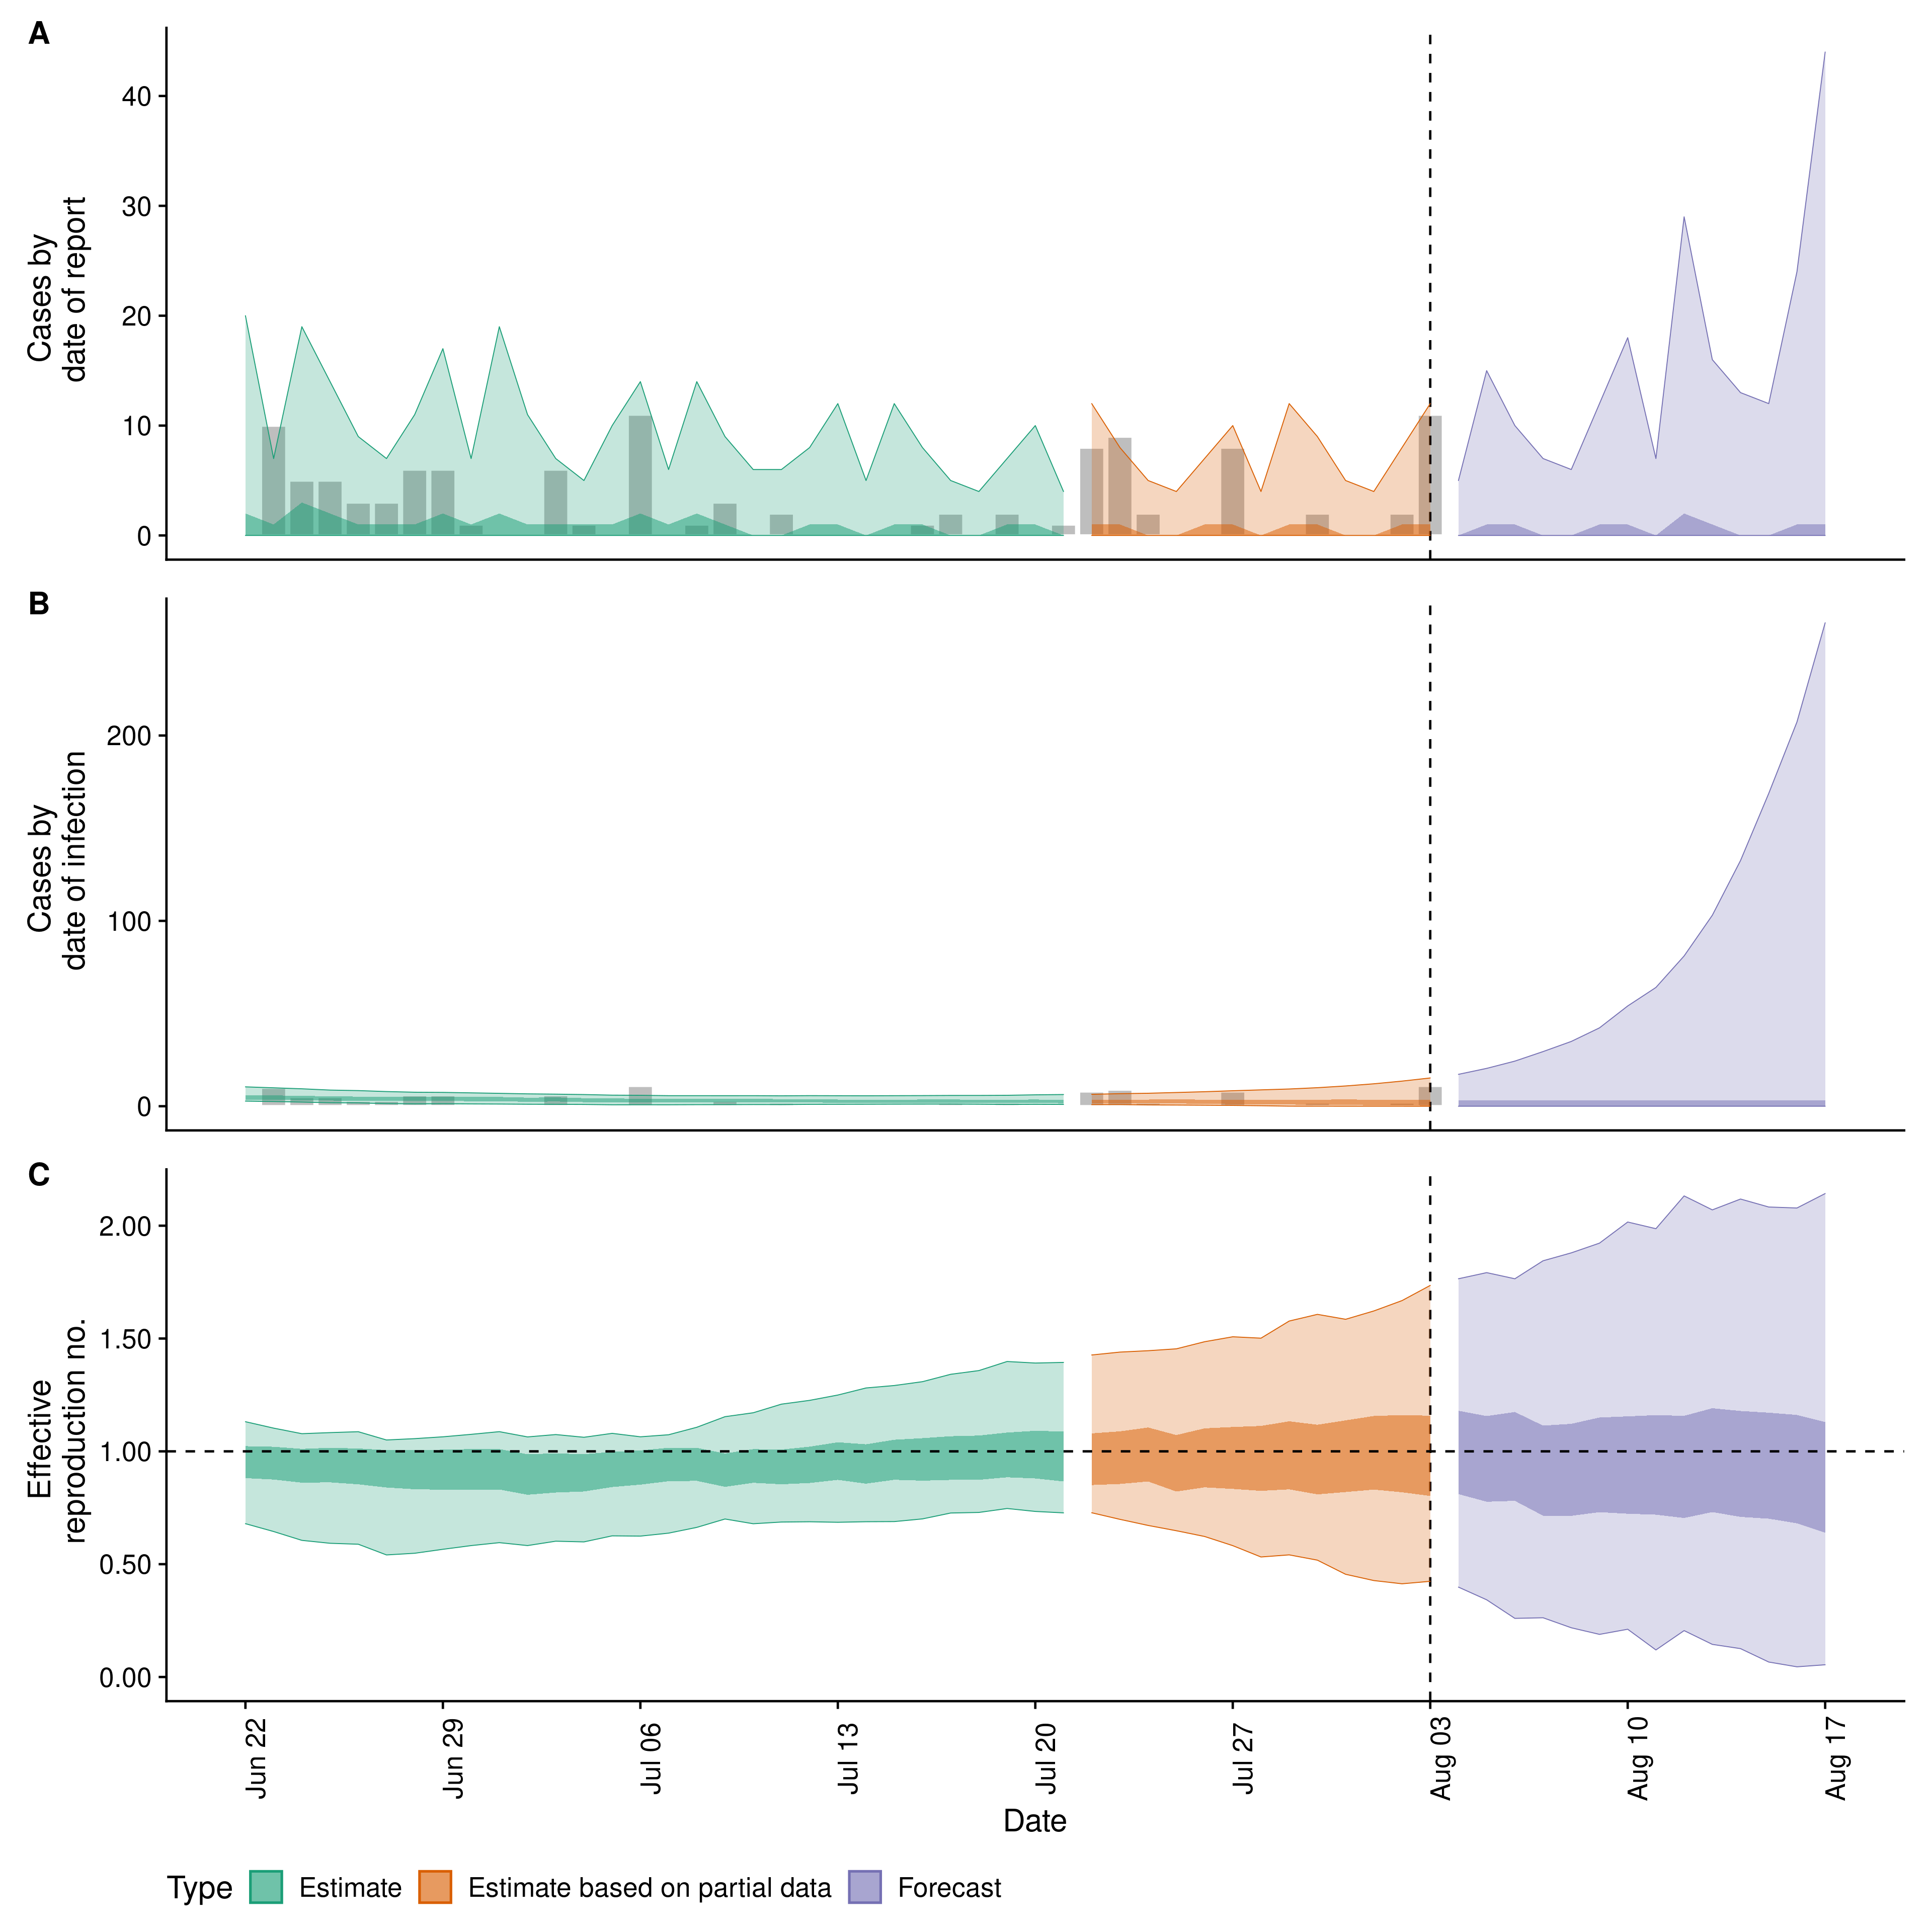 A
Cases by
date of report
40
30
20
10
0
B
Cases by
date of infection
200
100
0
C
Effective
reproduction no.
2.00
1.50
1.00
0.50
0.00
Jun 22
Jun 29
Jul 06
Jul 13
Jul 20
Jul 27
Aug 03
Aug 10
Aug 17
Date
Type Estimate Estimate based on partial data Forecast